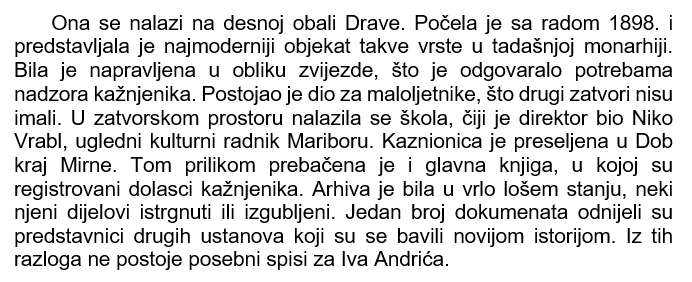 Ona se nalazi na desnoj obali Drave. Počela je sa radom 1898. i
predstavljala je najmoderniji objekat takve vrste u tadašnjoj monarhiji.
Bila je napravljena u obliku zvijezde, što je odgovaralo potrebama
nadzora kažnjenika. Postojao je dio za maloljetnike, što drugi zatvori nisu
imali. U zatvorskom prostoru nalazila se škola, čiji je direktor bio Niko
Vrabl, ugledni kulturni radnik Mariboru. Kaznionica je preseljena u Dob
kraj Mirne. Tom prilikom prebačena je i glavna knjiga, u kojoj su
registrovani dolasci kažnjenika. Arhiva je bila u vrlo lošem stanju, neki
njeni dijelovi istrgnuti ili izgubljeni. Jedan broj dokumenata odnijeli su
predstavnici drugih ustanova koji su se bavili novijom istorijom. Iz tih
razloga ne postoje posebni spisi za Iva Andrića.